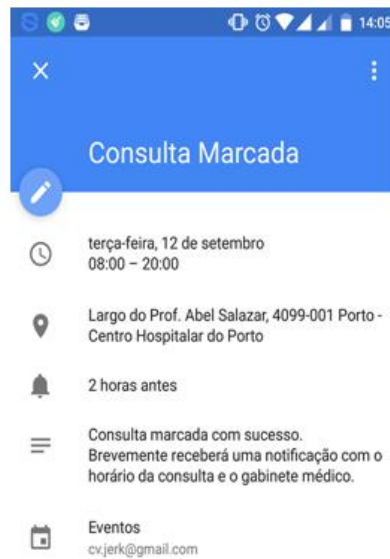 14:05
Consulta Marcada
terça-feira, 12 de setembro
08:00 – 20:00
Largo do Prof. Abel Salazar, 4099-001 Porto -
Centro Hospitalar do Porto
2 horas antes
Consulta marcada com sucesso.
Brevemente receberá uma notificação com o
horário da consulta e o gabinete médico.
Eventos
cv.jerk@gmail.com